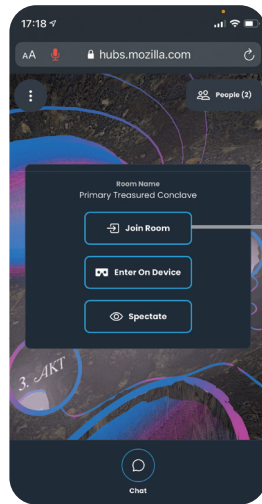 17:18
AA hubs.mozilla.com
People (2)
Room Name
Primary Treasured Conclave
Join Room
Enter On Device
Spectate
3. AKT
Chat